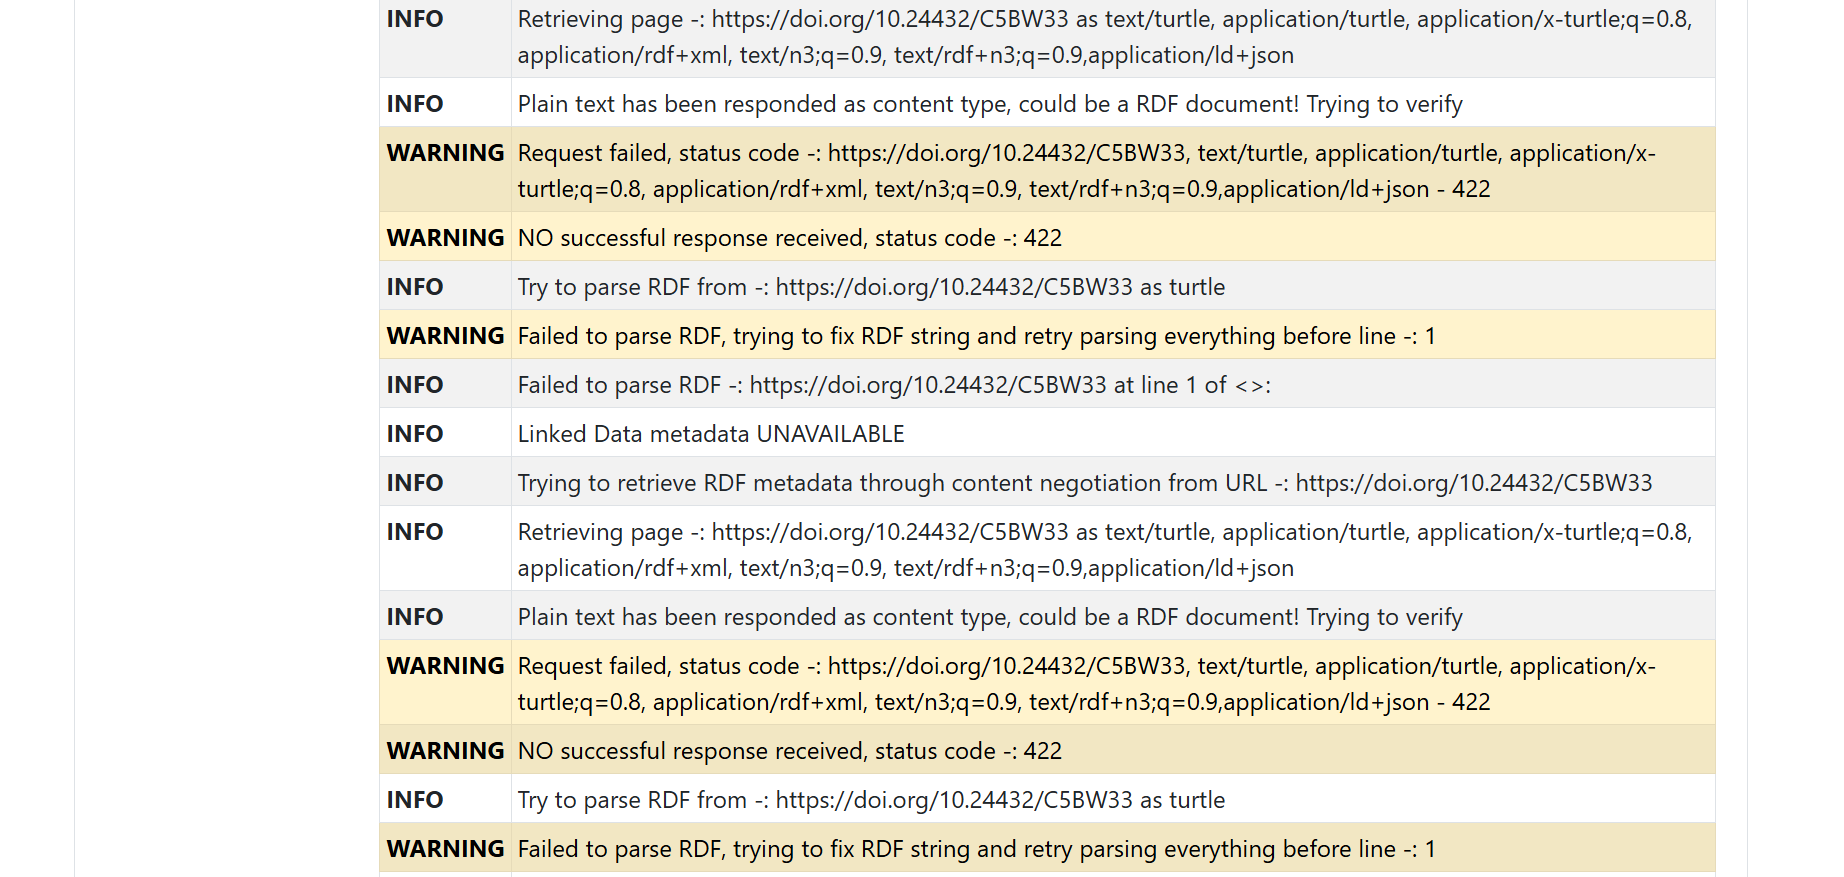 INFO Retrieving page -: https://doi.org/10.24432/C5BW33 as text/turtle, application/turtle, application/x-turtle;q=0.8,
application/rdf+xml, text/n3;q=0.9, text/rdf+n3;q=0.9,application/ld+json
INFO Plain text has been responded as content type, could be a RDF document! Trying to verify
WARNING Request failed, status code -: https://doi.org/10.24432/C5BW33, text/turtle, application/turtle, application/x-
turtle;q=0.8, application/rdf+xml, text/n3;q=0.9, text/rdf+n3;q=0.9,application/ld+json - 422
WARNING NO successful response received, status code -: 422
INFO Try to parse RDF from -: https://doi.org/10.24432/C5BW33 as turtle
WARNING Failed to parse RDF, trying to fix RDF string and retry parsing everything before line -: 1
INFO Failed to parse RDF -: https://doi.org/10.24432/C5BW33 at line 1 of <>:
INFO Linked Data metadata UNAVAILABLE
INFO Trying to retrieve RDF metadata through content negotiation from URL -: https://doi.org/10.24432/C5BW33
INFO Retrieving page -: https://doi.org/10.24432/C5BW33 as text/turtle, application/turtle, application/x-turtle;q=0.8,
application/rdf+xml, text/n3;q=0.9, text/rdf+n3;q=0.9,application/ld+json
INFO Plain text has been responded as content type, could be a RDF document! Trying to verify
WARNING Request failed, status code -: https://doi.org/10.24432/C5BW33, text/turtle, application/turtle, application/x-
turtle;q=0.8, application/rdf+xml, text/n3;q=0.9, text/rdf+n3;q=0.9,application/ld+json - 422
WARNING NO successful response received, status code -: 422
INFO Try to parse RDF from -: https://doi.org/10.24432/C5BW33 as turtle
WARNING Failed to parse RDF, trying to fix RDF string and retry parsing everything before line -: 1